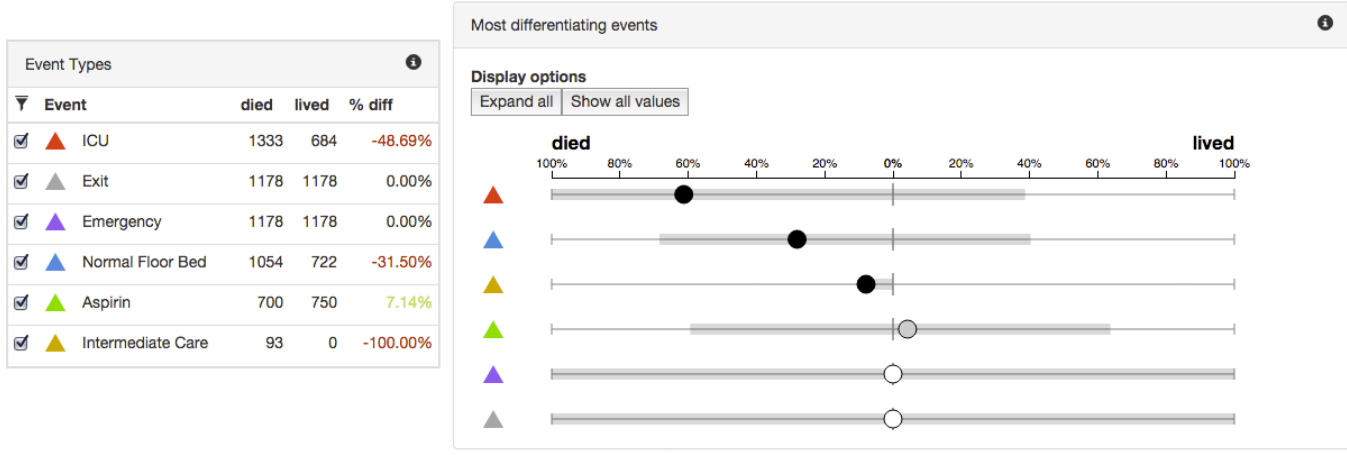 Event Types
Event died lived % diff
ICU 1333 684 -48.69%
Exit 1178 1178 0.00%
Emergency 1178 1178 0.00%
Normal Floor Bed 1054 722 -31.50%
Aspirin 700 750 7.14%
Intermediate Care 93 0 -100.00%
Most differentiating events
Display options
Expand all Show all values
died lived
100% 80% 60% 40% 20% 0% 20% 40% 60% 80% 100%